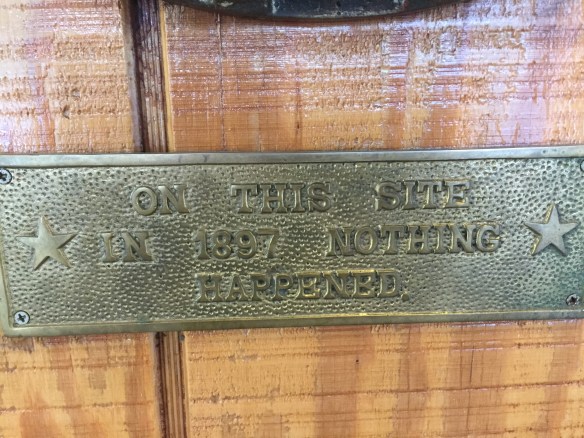 ON THIS SITE
IN 1897 NOTHING
HAPPENED.